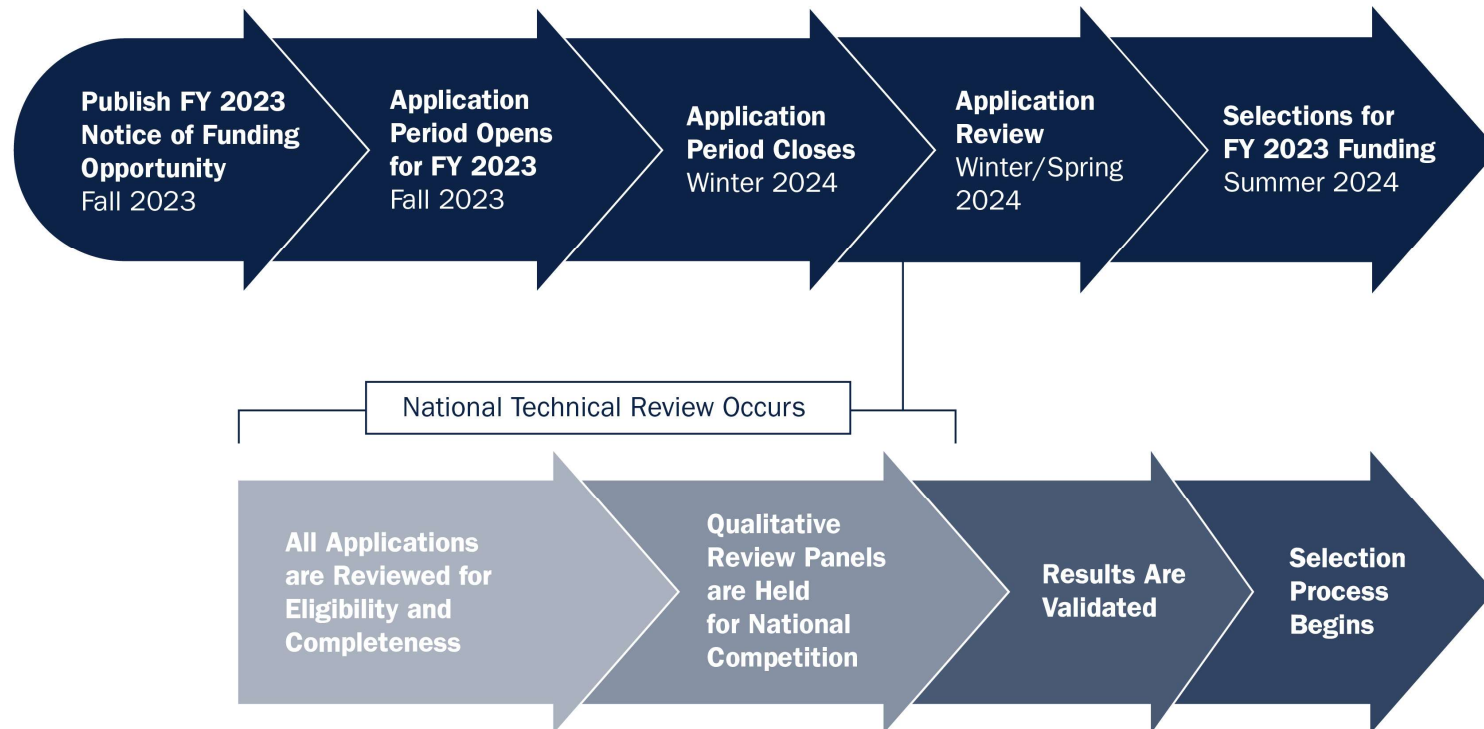 Publish FY 2023
Notice of Funding
Opportunity
Fall 2023
Application
Period Opens
for FY 2023
Fall 2023
Application
Period Closes
Winter 2024
Application
Review
Winter/Spring
2024
Selections for
FY 2023 Funding
Summer 2024
National Technical Review Occurs
All Applications
are Reviewed for
Eligibility and
Completeness
Qualitative
Review Panels
are Held
for National
Competition
Results Are
Validated
Selection
Process
Begins